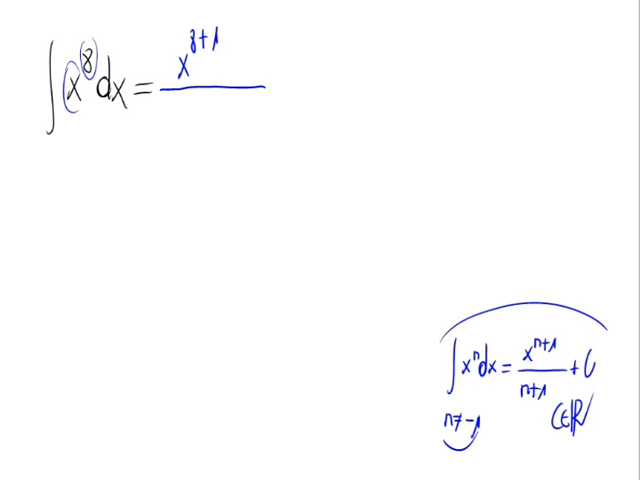 ∫x⁸dx = x⁸⁺¹
∫xⁿdx = xⁿ⁺¹/n+1 + C
n≠-1 C∈ℝ